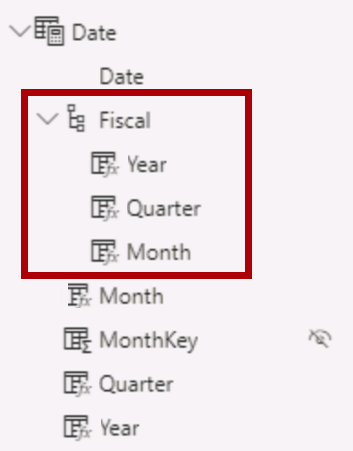 Date
Date
Fiscal
Year
Quarter
Month
Month
MonthKey
Quarter
Year